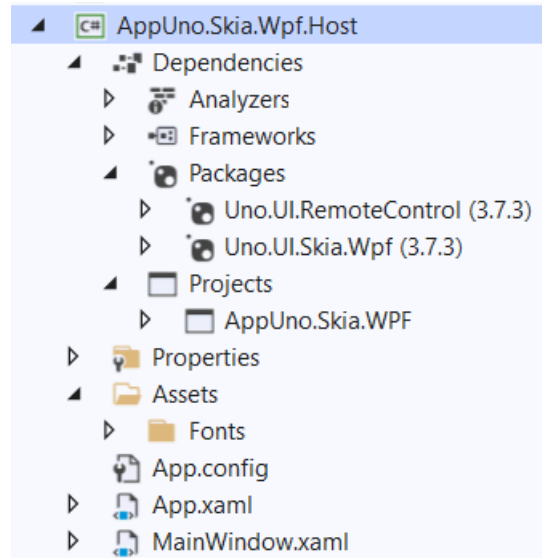 C# AppUno.Skia.Wpf.Host
Dependencies
Analyzers
Frameworks
Packages
Uno.UI.RemoteControl (3.7.3)
Uno.UI.Skia.Wpf (3.7.3)
Projects
AppUno.Skia.WPF
Properties
Assets
Fonts
App.config
App.xaml
MainWindow.xaml